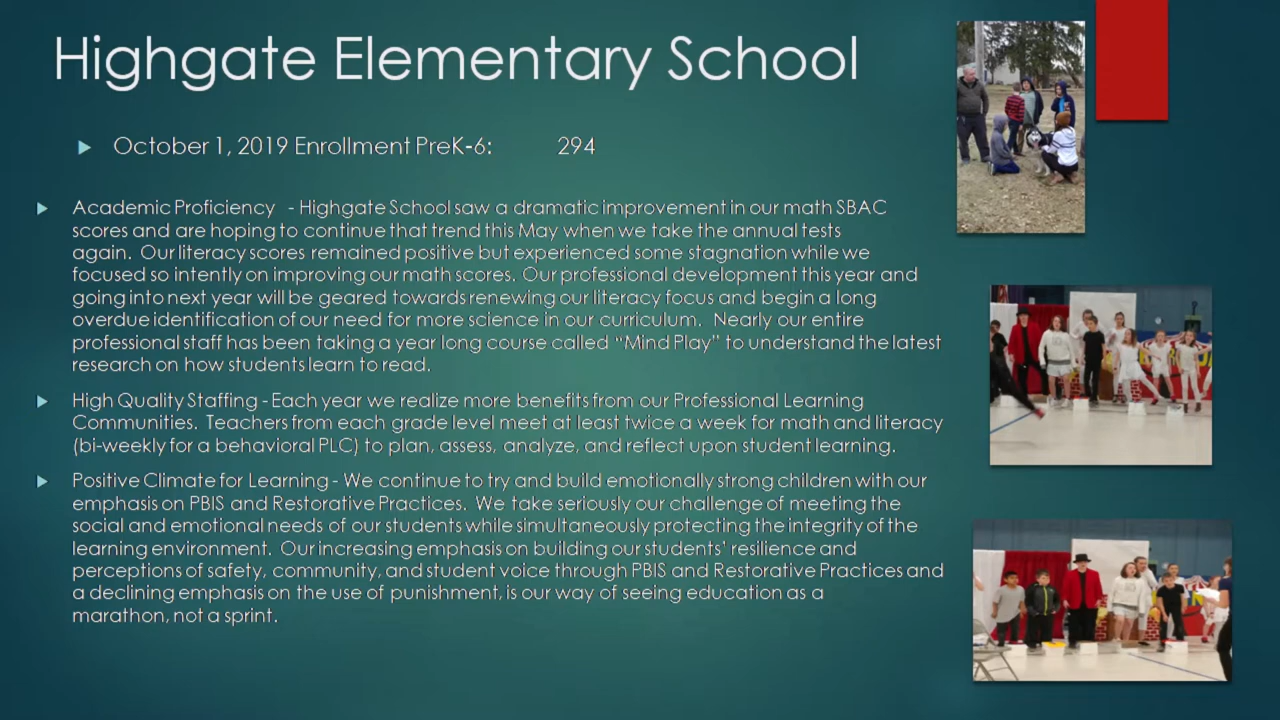 Highgate Elementary School
October 1, 2019 Enrollment PreK-6: 294
Academic Proficiency - Highgate School saw a dramatic improvement in our math SBAC
scores and are hoping to continue that trend this May when we take the annual tests
again. Our literacy scores remained positive but experienced some stagnation while we
focused so intently on improving our math scores. Our professional development this year and
going into next year will be geared towards renewing our literacy focus and begin a long
overdue identification of our need for more science in our curriculum. Nearly our entire
professional staff has been taking a year long course called “Mind Play” to understand the latest
research on how students learn to read.
High Quality Staffing - Each year we realize more benefits from our Professional Learning
Communities. Teachers from each grade level meet at least twice a week for math and literacy
(bi-weekly for a behavioral PLC) to plan, assess, analyze, and reflect upon student learning.
Positive Climate for Learning - We continue to try and build emotionally strong children with our
emphasis on PBIS and Restorative Practices. We take seriously our challenge of meeting the
social and emotional needs of our students while simultaneously protecting the integrity of the
learning environment. Our increasing emphasis on building our students’ resilience and
perceptions of safety, community, and student voice through PBIS and Restorative Practices and
a declining emphasis on the use of punishment, is our way of seeing education as a
marathon, not a sprint.